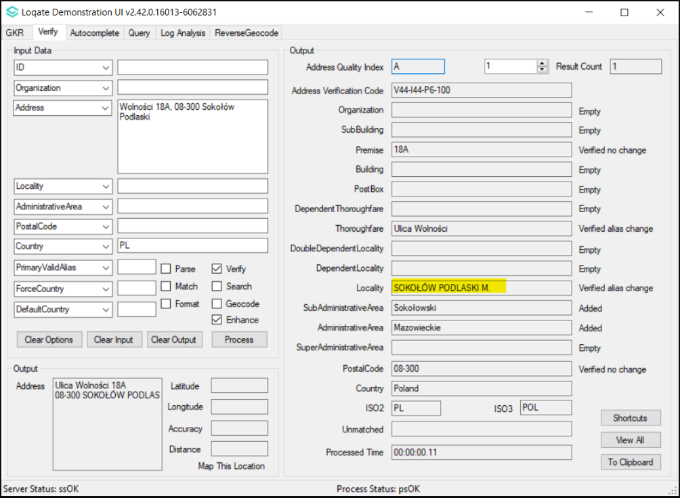 Loqate Demonstration UI v2.42.0.16013-6062831
GKR Verify Autocomplete Query Log Analysis ReverseGeocode
Input Data
ID
Organization
Address
Wolności 18A, 08-300 Sokołów
Podlaski
Locality
AdministrativeArea
PostalCode
Country PL
PrimaryValidAlias Parse Verify
ForceCountry Match Search
DefaultCountry Format Geocode
Enhance
Clear Options Clear Input Clear Output Process
Output
Address
Ulica Wolności 18A
08-300 SOKOŁÓW PODLAS
Latitude
Longitude
Accuracy
Distance
Map This Location
Output
Address Quality Index A 1 Result Count 1
Address Verification Code V44-I44-P6-100
Organization Empty
SubBuilding Empty
Premise 18A Verified no change
Building Empty
PostBox Empty
DependentThoroughfare Empty
Thoroughfare Ulica Wolności Verified alias change
DoubleDependentLocality Empty
DependentLocality Empty
Locality SOKOŁÓW PODLASKI M. Verified alias change
SubAdministrativeArea Sokołowski Added
AdministrativeArea Mazowieckie Added
SuperAdministrativeArea Empty
PostalCode 08-300 Verified no change
Country Poland
ISO2 PL ISO3 POL
Unmatched
Processed Time 00:00:00.11
Shortcuts
View All
To Clipboard
Server Status: ssOK Process Status: psOK